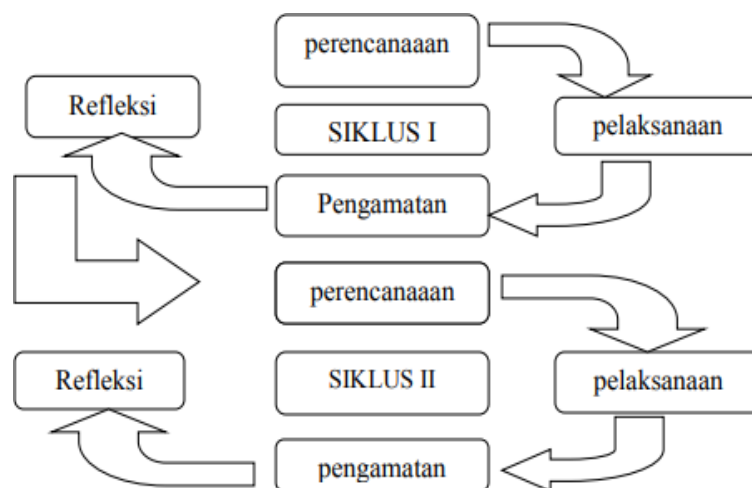 perencanaaan
Refleksi
SIKLUS I
pelaksanaan
Pengamatan
perencanaaan
Refleksi
SIKLUS II
pelaksanaan
pengamatan